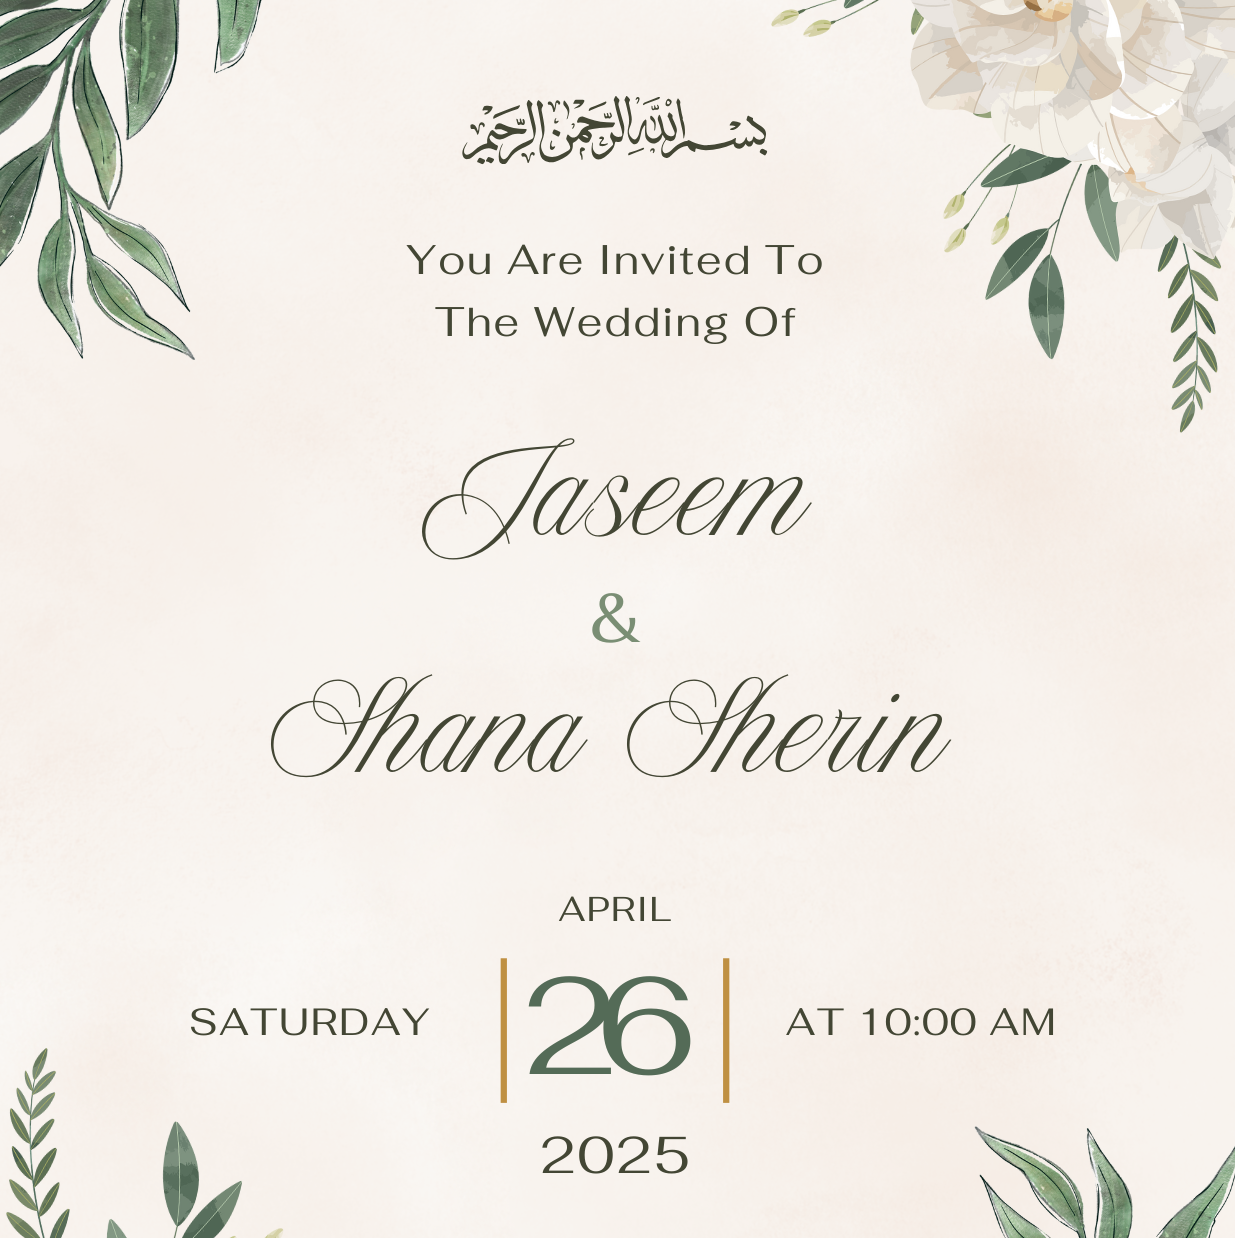 بسم الله الرحمن الرحيم
You Are Invited To
The Wedding Of
Jaseem
&
Shana Sherin
APRIL
SATURDAY 26 AT 10:00 AM
2025